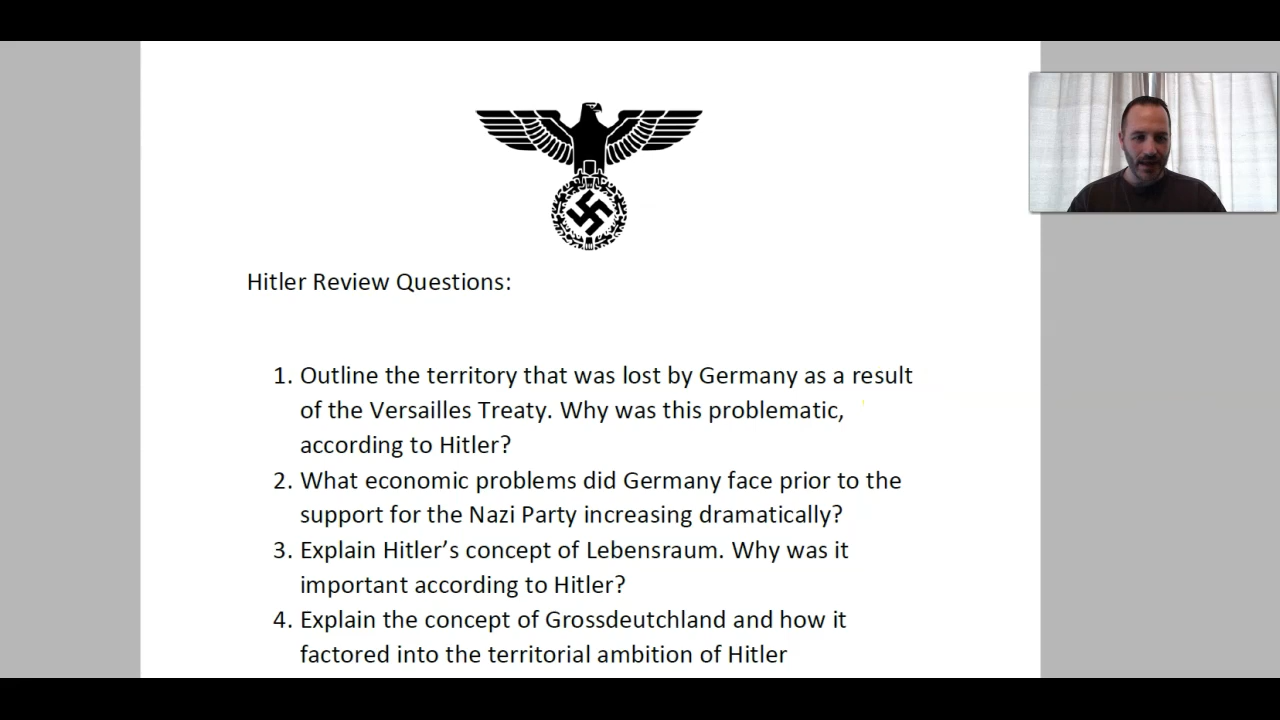 Hitler Review Questions:
1. Outline the territory that was lost by Germany as a result
of the Versailles Treaty. Why was this problematic,
according to Hitler?
2. What economic problems did Germany face prior to the
support for the Nazi Party increasing dramatically?
3. Explain Hitler’s concept of Lebensraum. Why was it
important according to Hitler?
4. Explain the concept of Grossdeutchland and how it
factored into the territorial ambition of Hitler